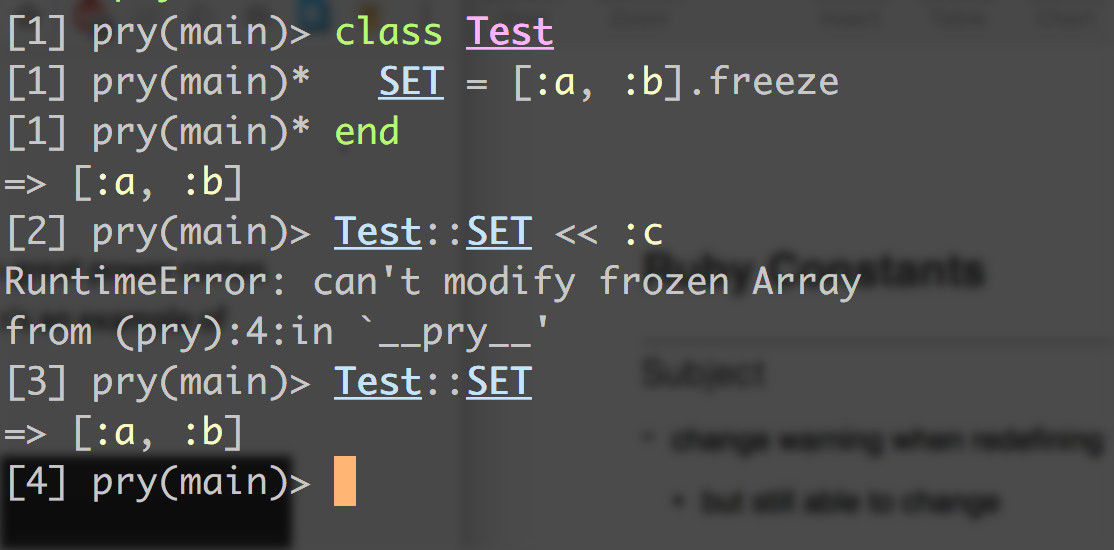 [1] pry(main)> class Test
[1] pry(main)*   SET = [:a, :b].freeze
[1] pry(main)* end
=> [:a, :b]
[2] pry(main)> Test::SET << :c
RuntimeError: can't modify frozen Array
from (pry):4:in `__pry__'
[3] pry(main)> Test::SET
=> [:a, :b]
[4] pry(main)>
Ruby Constants
Subject
- change warning when redefining
• but still able to change